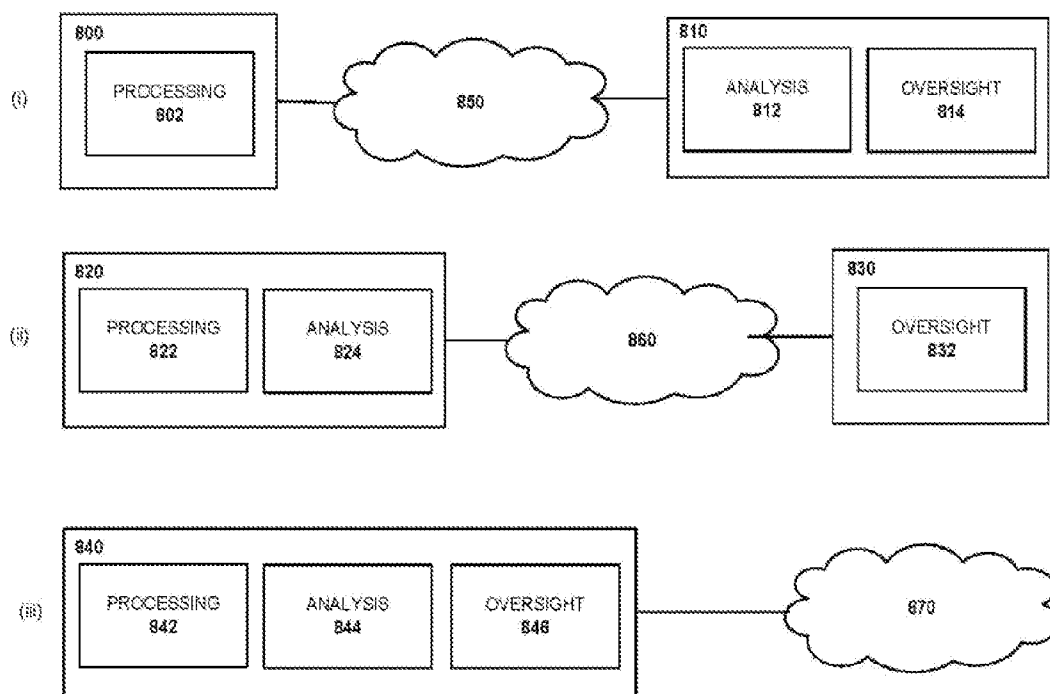 800
PROCESSING
802
(i)
850
810
ANALYSIS
812
OVERSIGHT
814
820
PROCESSING
822
ANALYSIS
824
(ii)
860
830
OVERSIGHT
832
840
PROCESSING
842
ANALYSIS
844
OVERSIGHT
846
(iii)
870